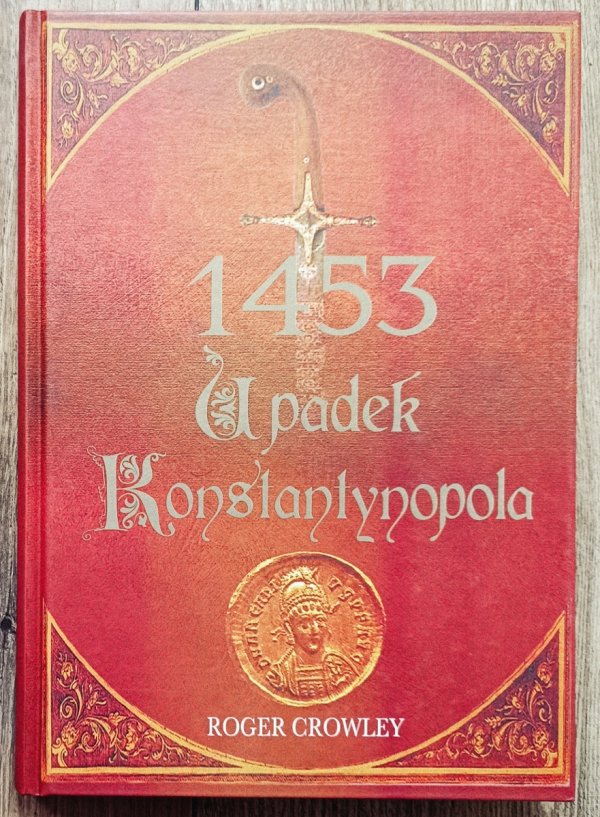 1453
Upadek
Konstantynopola
ROGER CROWLEY